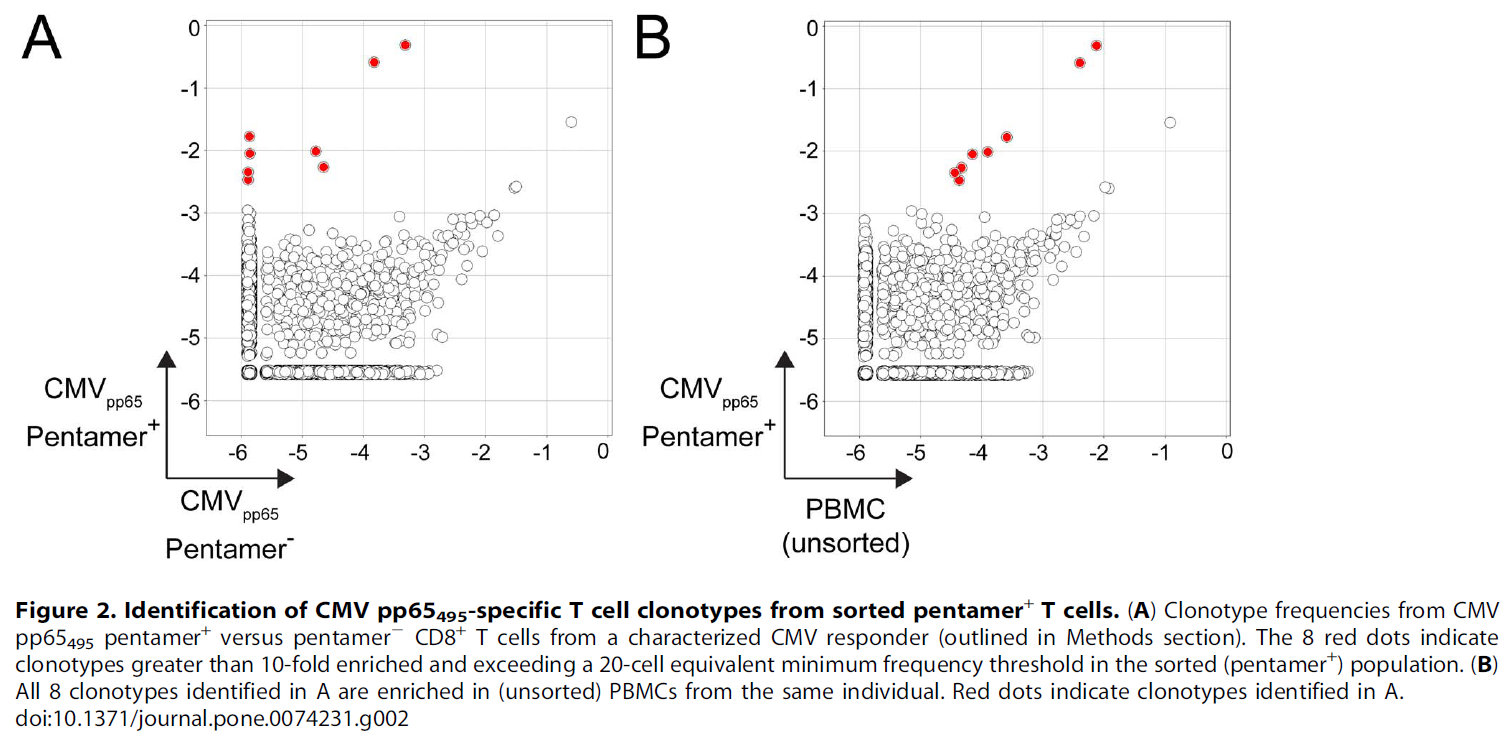 A
B
0
-1
-2
-3
-4
-5
-6
-6 -5 -4 -3 -2 -1 0
CMVpp65
Pentamer+
CMVpp65
Pentamer-
0
-1
-2
-3
-4
-5
-6
-6 -5 -4 -3 -2 -1 0
CMVpp65
Pentamer+
PBMC
(unsorted)
Figure 2. Identification of CMV pp65495-specific T cell clonotypes from sorted pentamer+ T cells. (A) Clonotype frequencies from CMV
pp65495 pentamer+ versus pentamer− CD8+ T cells from a characterized CMV responder (outlined in Methods section). The 8 red dots indicate
clonotypes greater than 10-fold enriched and exceeding a 20-cell equivalent minimum frequency threshold in the sorted (pentamer+) population. (B)
All 8 clonotypes identified in A are enriched in (unsorted) PBMCs from the same individual. Red dots indicate clonotypes identified in A.
doi:10.1371/journal.pone.0074231.g002